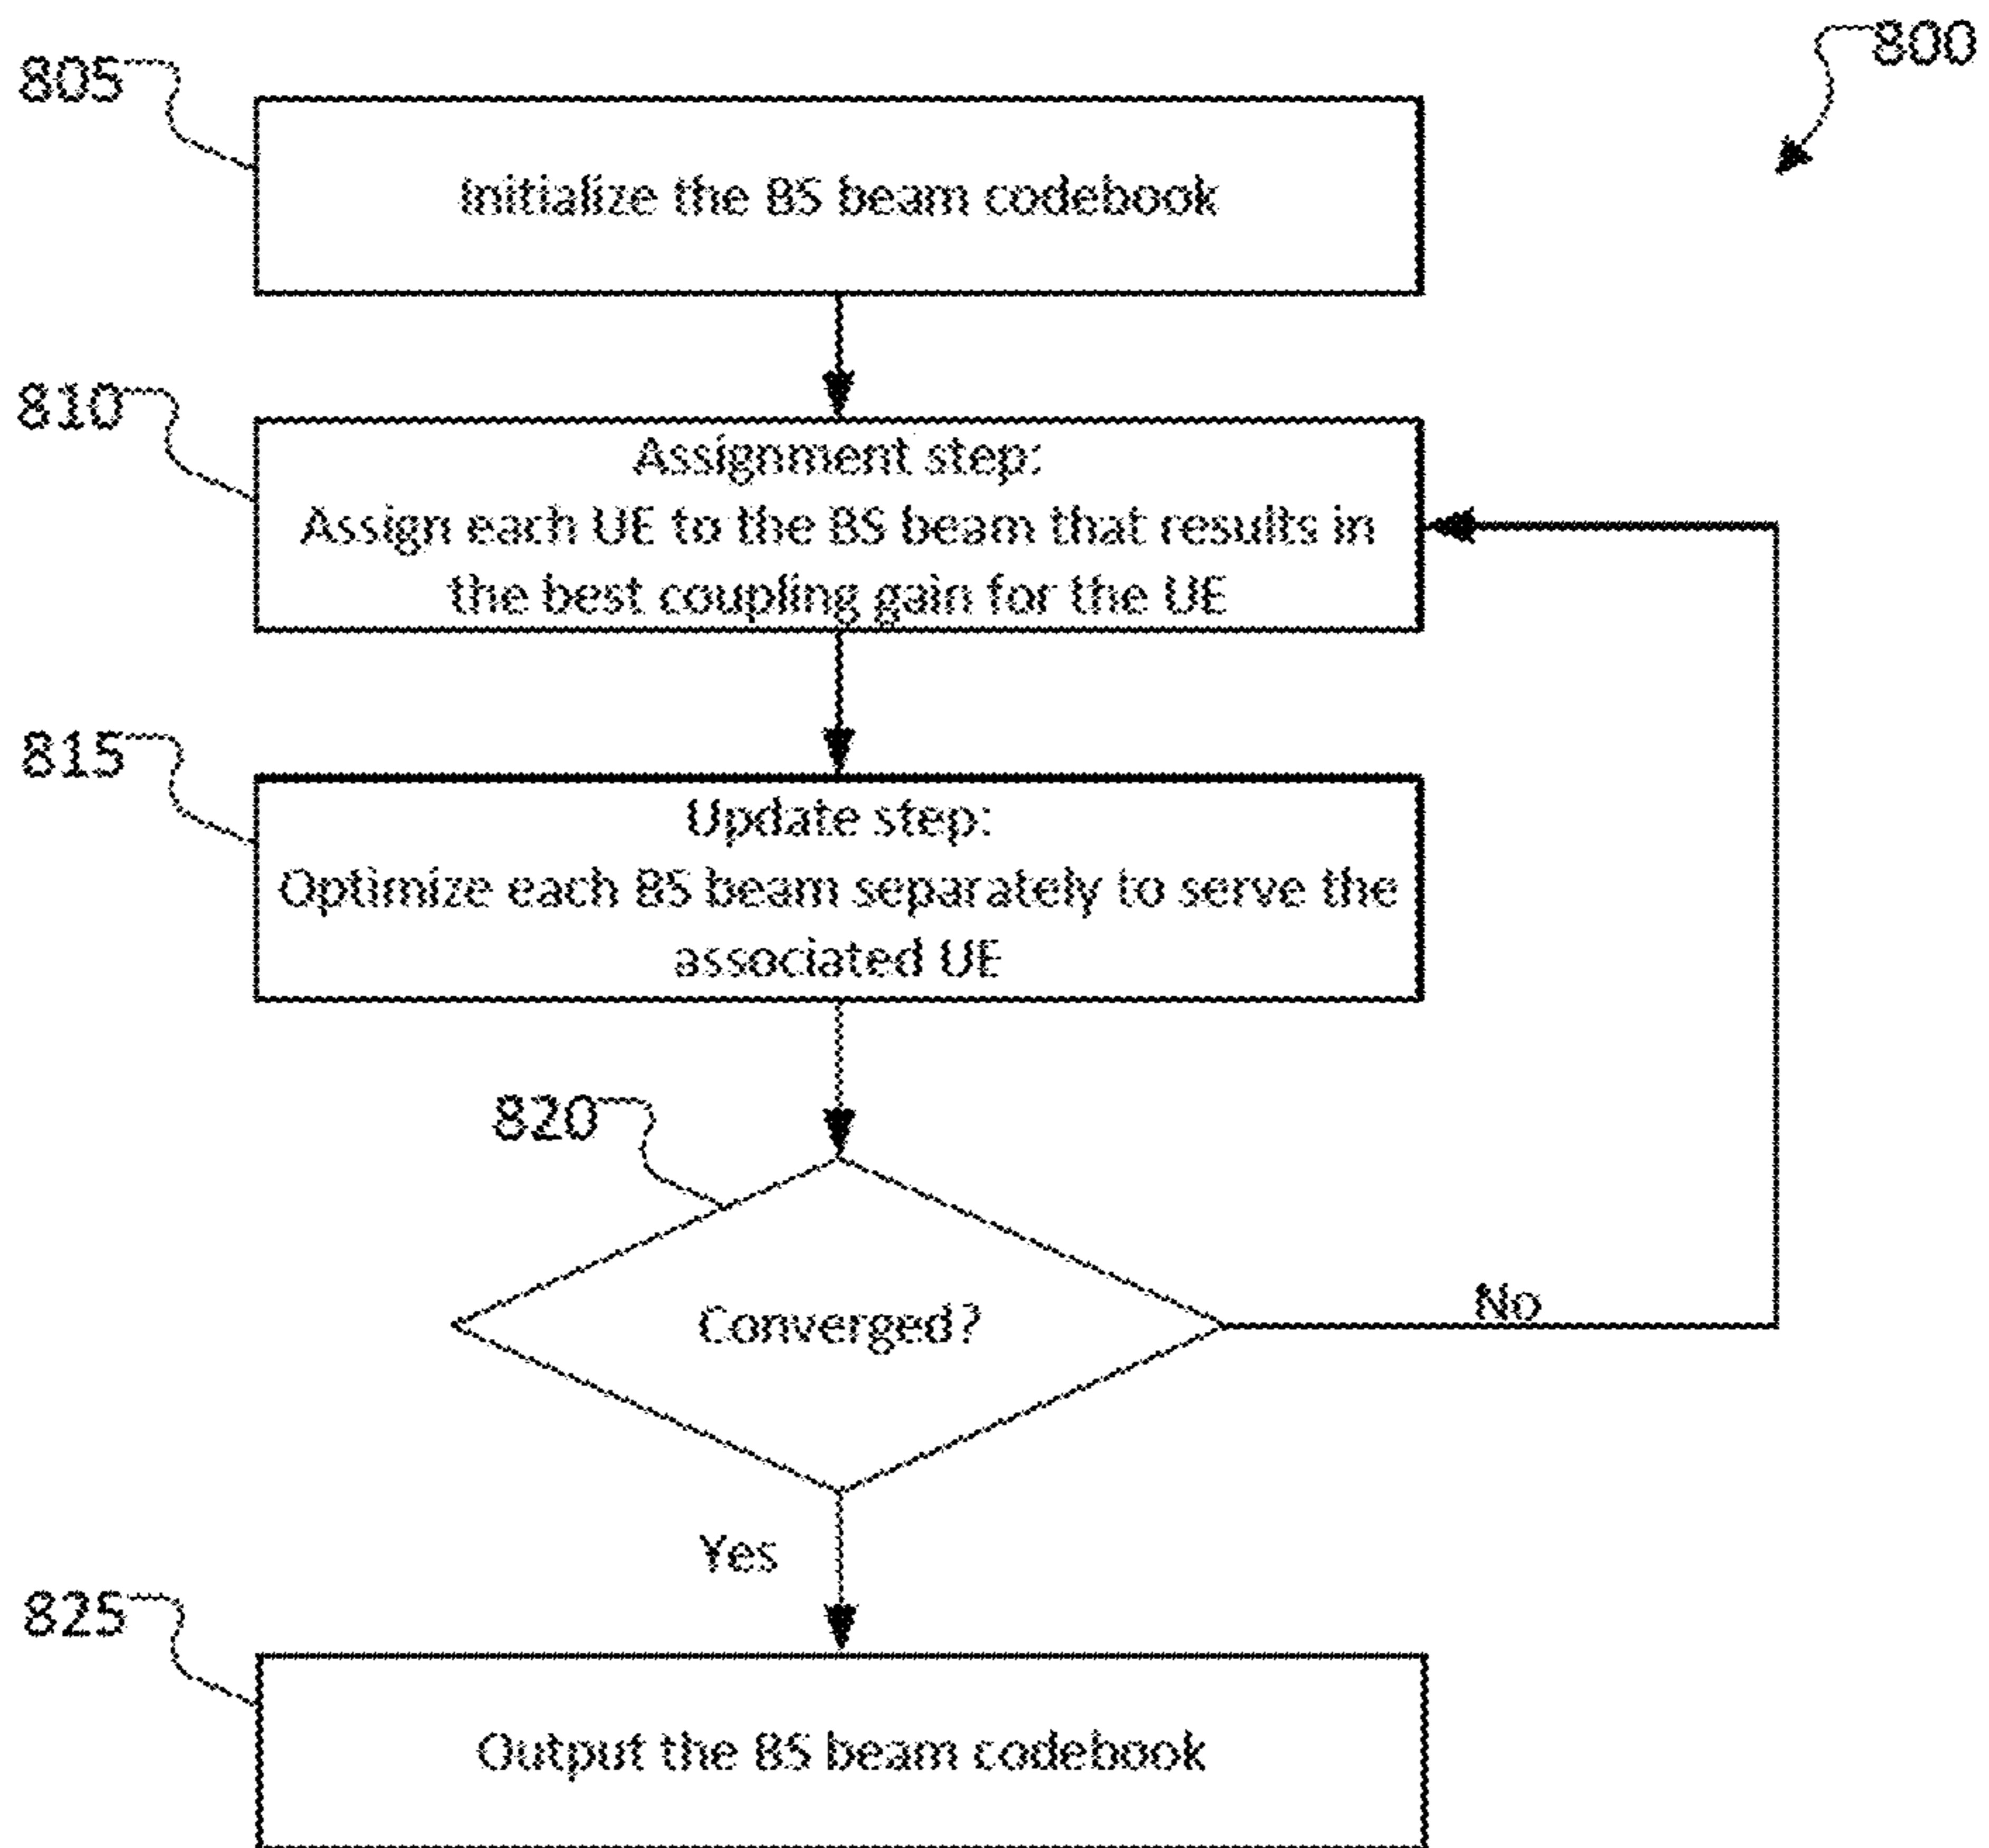 800
805
Initialize the BS beam codebook
810
Assignment step:
Assign each UE to the BS beam that results in
the best coupling gain for the UE
815
Update step:
Optimize each BS beam separately to serve the
associated UE
820
Converged?
No
Yes
825
Output the BS beam codebook